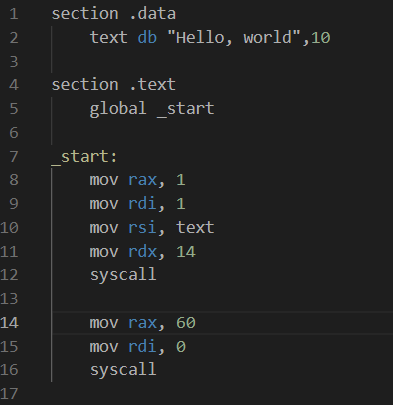 1 section .data
2     text db "Hello, world",10
3
4 section .text
5     global _start
6
7 _start:
8     mov rax, 1
9     mov rdi, 1
10     mov rsi, text
11     mov rdx, 14
12     syscall
13
14     mov rax, 60
15     mov rdi, 0
16     syscall
17